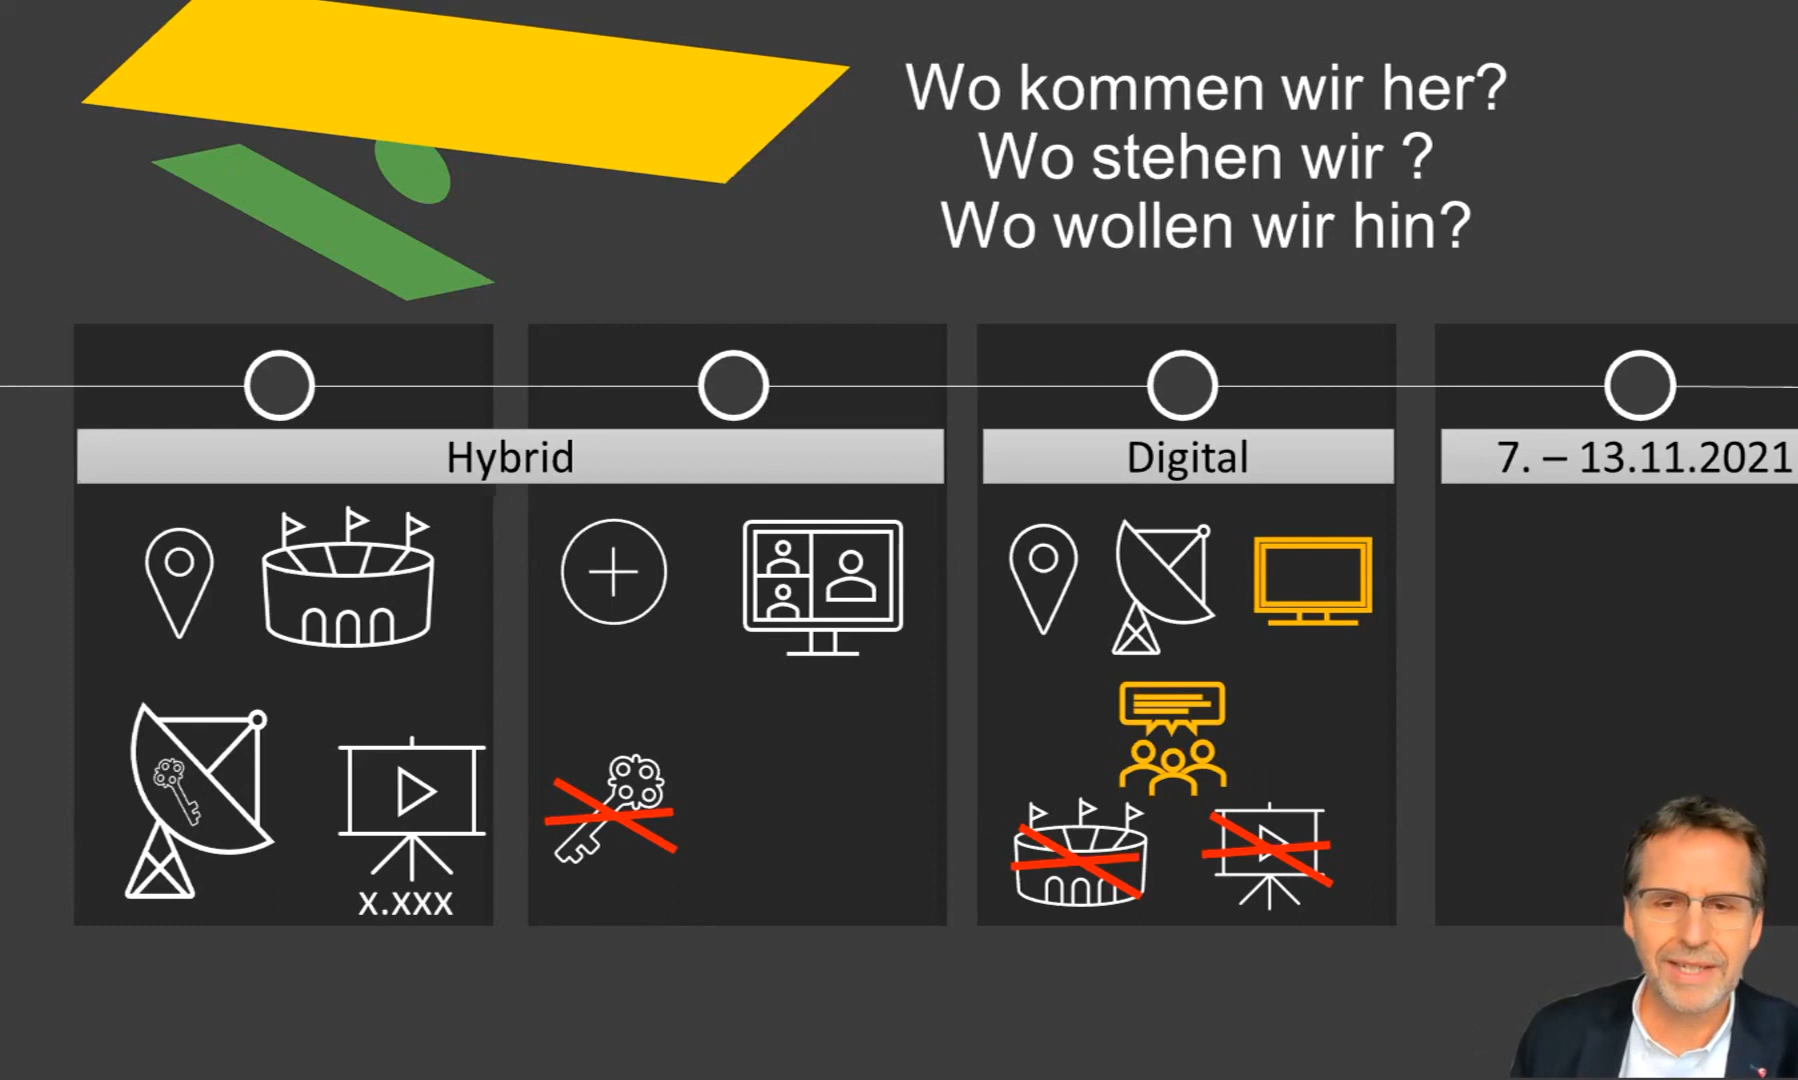 Wo kommen wir her?
Wo stehen wir ?
Wo wollen wir hin?
Hybrid
Digital
7. – 13.11.2021
x.xxx